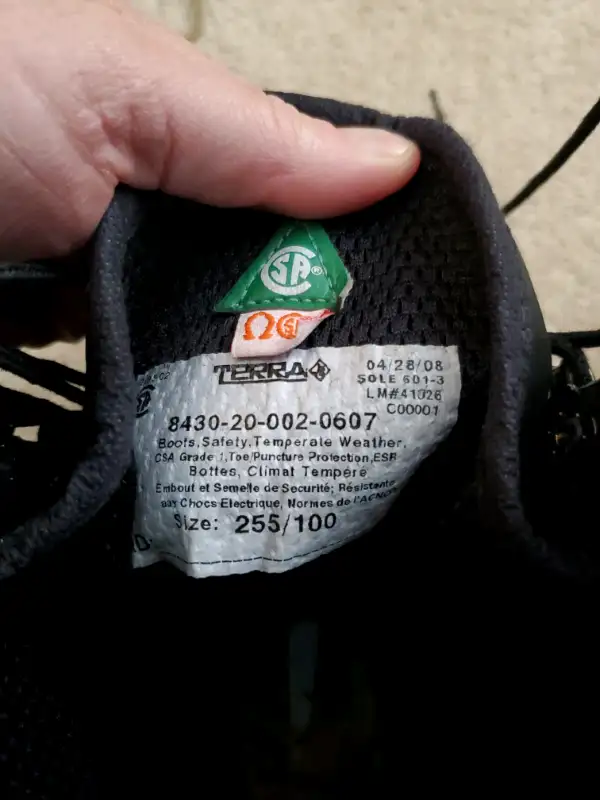 CSA®
Ω
TERRA
04/28/08
SOLE 601-3
LM#41026
C00001
8430-20-002-0607
Boots, Safety, Temperate Weather,
CSA Grade 1, Toe/Puncture Protection, ESR
Bottes, Climat Tempéré
Embout et Semelle de Securité; Résistante
aux Chocs Electrique, Normes de l'ACNOR
Size: 255/100